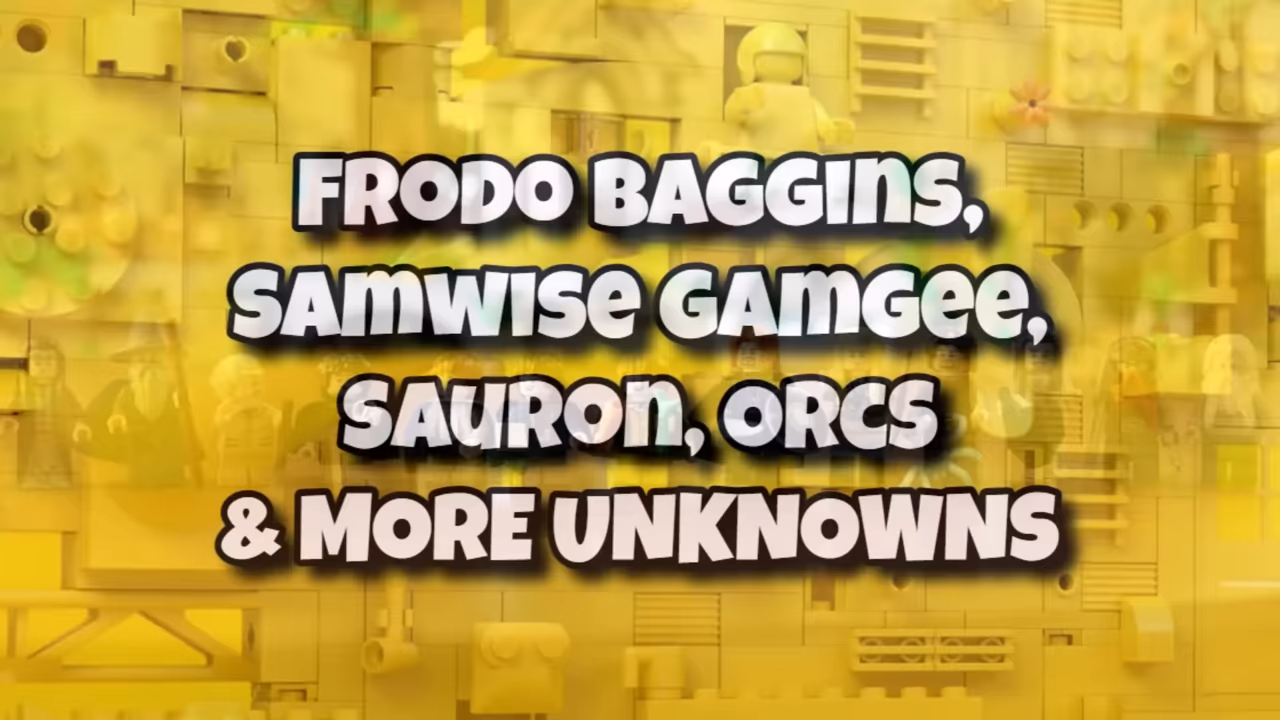 FRODO BAGGINS,
SAMWISE GAMGEE,
SAURON, ORCS
& MORE UNKNOWNS